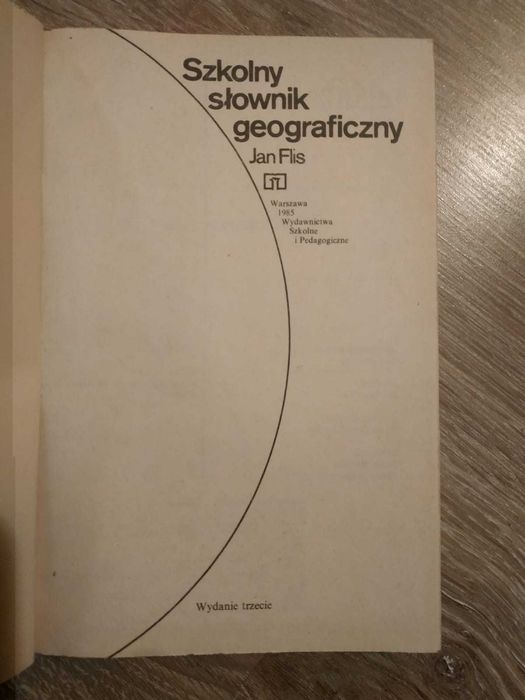 Szkolny
słownik
geograficzny
Jan Flis
Warszawa
1985
Wydawnictwa
Szkolne
i Pedagogiczne
Wydanie trzecie